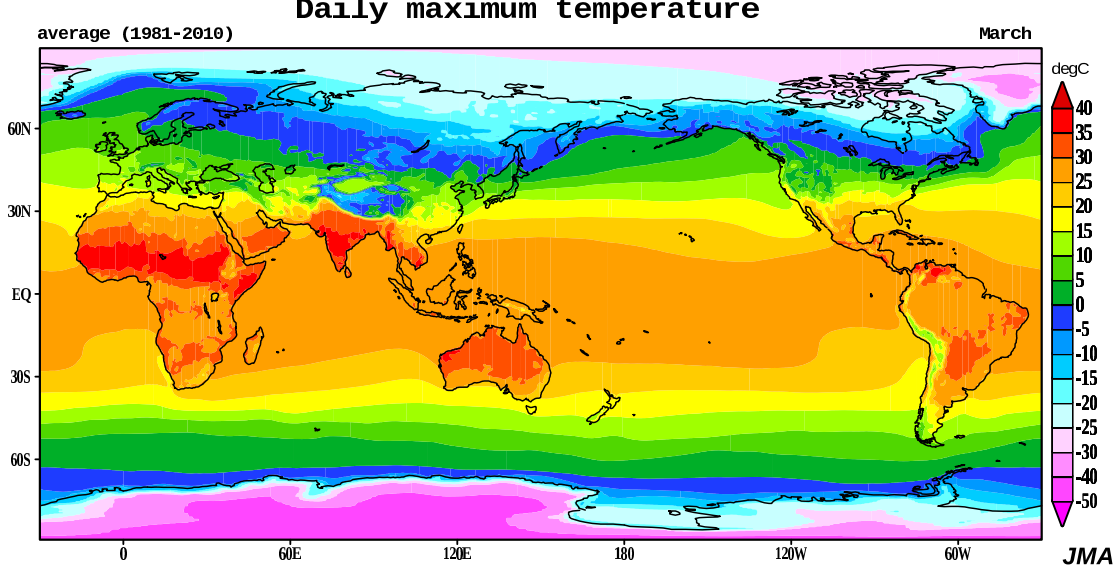 Daily maximum temperature
average (1981-2010) March
degC
40
35
30
25
20
15
10
5
0
-5
-10
-15
-20
-25
-30
-40
-50
60N
30N
EQ
30S
60S
0 60E 120E 180 120W 60W
JMA